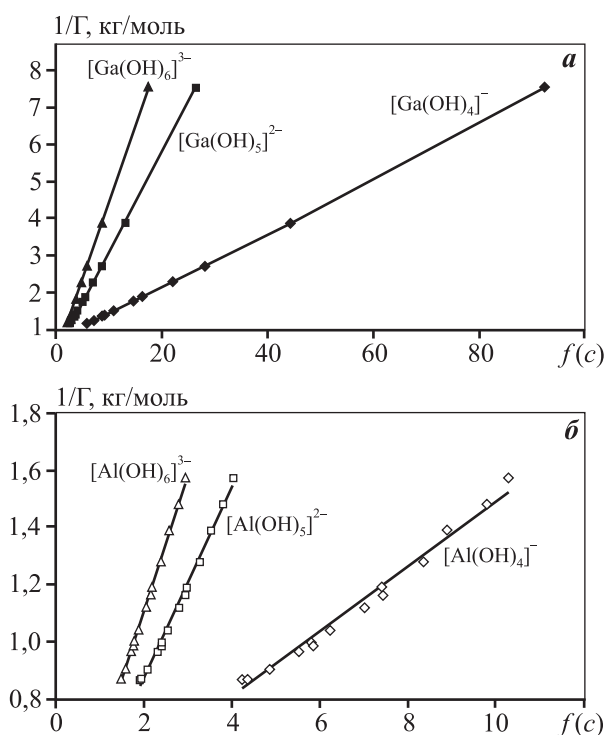 1/Г, кг/моль
а
8
7
6
5
4
3
2
1
[Ga(OH)₆]³⁻
[Ga(OH)₅]²⁻
[Ga(OH)₄]⁻
0 20 40 60 80 f(c)
1/Г, кг/моль
б
1,8
1,6
1,4
1,2
1,0
0,8
[Al(OH)₆]³⁻
[Al(OH)₅]²⁻
[Al(OH)₄]⁻
0 2 4 6 8 10 f(c)